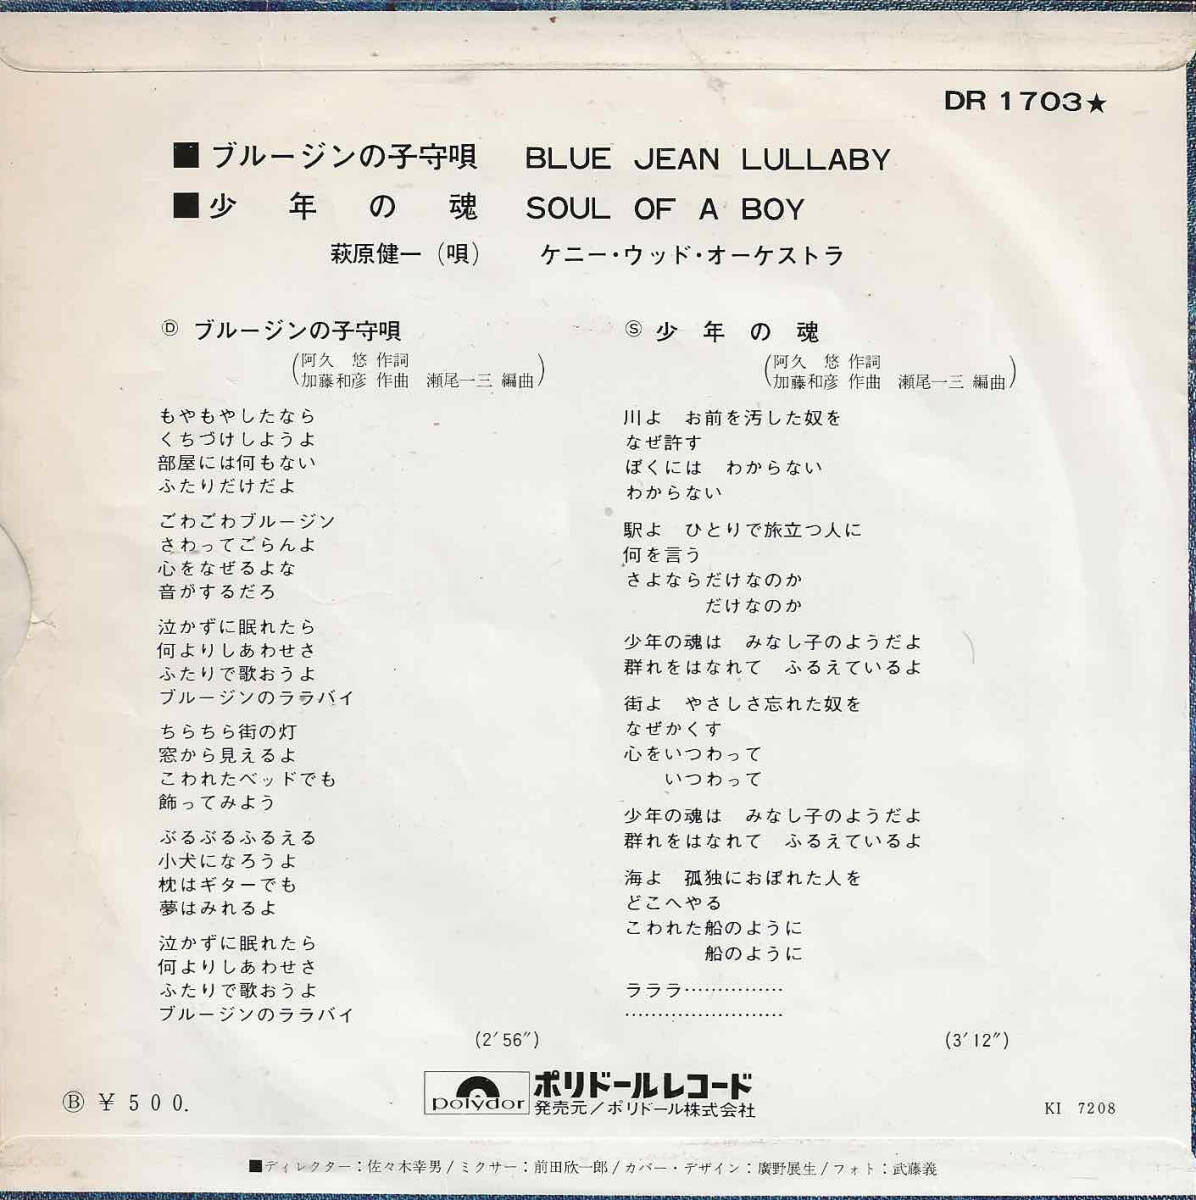 DR 1703★
■ブルージンの子守唄 BLUE JEAN LULLABY
■少年の魂 SOUL OF A BOY
萩原健一（唄） ケニー・ウッド・オーケストラ
Ⓓ ブルージンの子守唄
(阿久 悠 作詞
加藤和彦 作曲 瀬尾一三 編曲)
もやもやしたなら
くちづけしようよ
部屋には何もない
ふたりだけだよ
ごわごわブルージン
さわってごらんよ
心をなぜるよな
音がするだろ
泣かずに眠れたら
何よりしあわせさ
ふたりで歌おうよ
ブルージンのララバイ
ちらちら街の灯
窓から見えるよ
こわれたベッドでも
飾ってみよう
ぶるぶるふるえる
小犬になろうよ
枕はギターでも
夢はみれるよ
泣かずに眠れたら
何よりしあわせさ
ふたりで歌おうよ
ブルージンのララバイ
(2′56″)
Ⓢ 少年の魂
(阿久 悠 作詞
加藤和彦 作曲 瀬尾一三 編曲)
川よ お前を汚した奴を
なぜ許す
ぼくには わからない
わからない
駅よ ひとりで旅立つ人に
何を言う
さよならだけなのか
だけなのか
少年の魂は みなし子のようだよ
群れをはなれて ふるえているよ
街よ やさしさ忘れた奴を
なぜかくす
心をいつわって
いつわって
少年の魂は みなし子のようだよ
群れをはなれて ふるえているよ
海よ 孤独におぼれた人を
どこへやる
こわれた船のように
船のように
ラララ……………
……………………
(3′12″)
Ⓑ ￥500.
polydor ポリドールレコード
発売元／ポリドール株式会社
KI 7208
■ディレクター：佐々木幸男/ミクサー：前田欣一郎/カバー・デザイン：廣野展生/フォト：武藤義